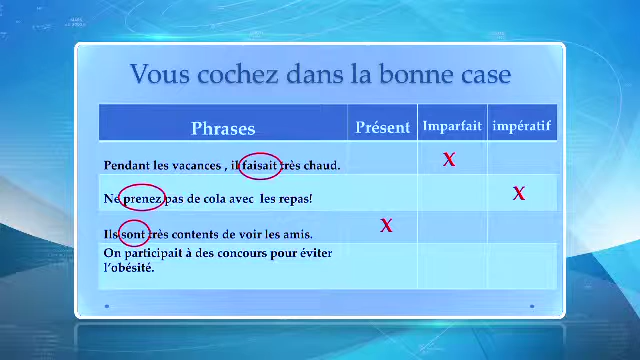 Vous cochez dans la bonne case
Phrases Présent Imparfait impératif
Pendant les vacances , il faisait très chaud. X
Ne prenez pas de cola avec les repas! X
Ils sont très contents de voir les amis. X
On participait à des concours pour éviter
l'obésité.